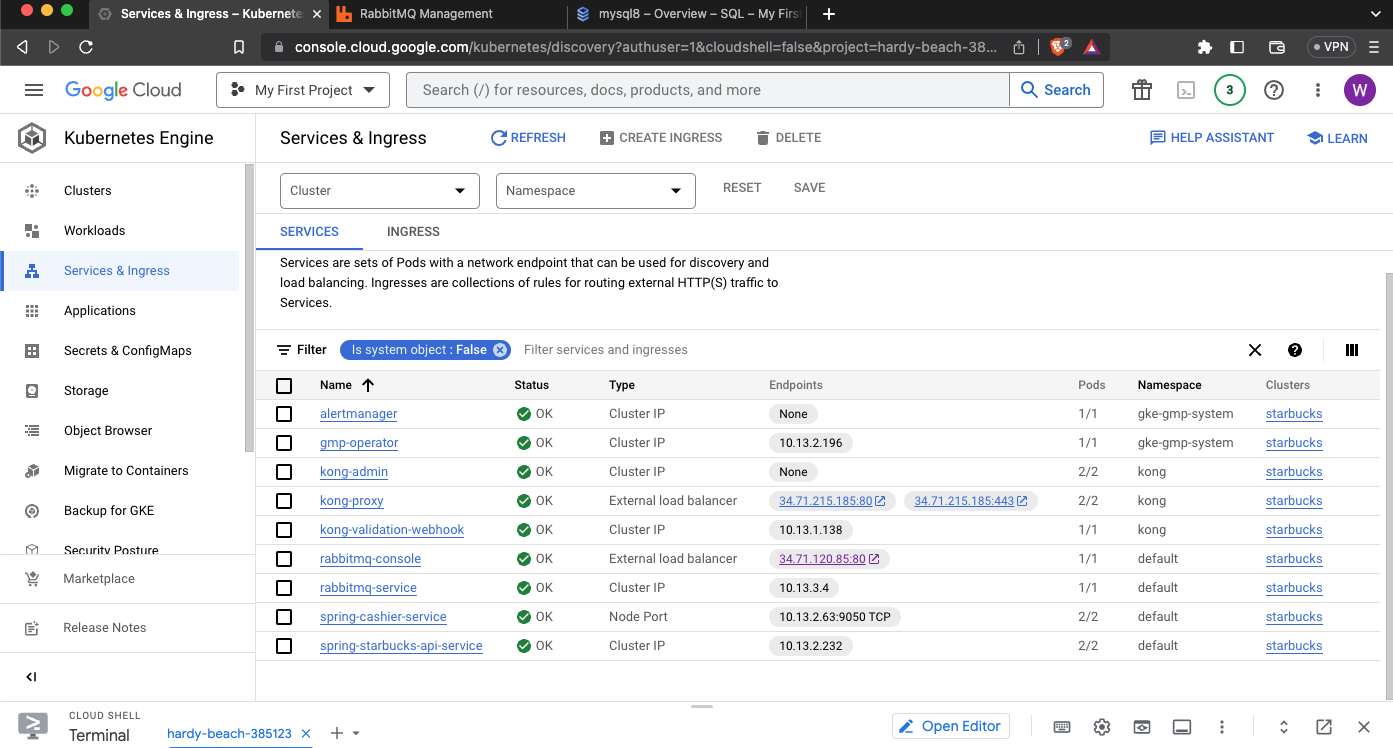 Services & Ingress – Kubernete
RabbitMQ Management
mysql8 – Overview – SQL – My First
console.cloud.google.com/kubernetes/discovery?authuser=1&cloudshell=false&project=hardy-beach-38...
2
VPN
Google Cloud
My First Project
Search (/) for resources, docs, products, and more
Search
3
W
Kubernetes Engine
Services & Ingress
REFRESH
CREATE INGRESS
DELETE
HELP ASSISTANT
LEARN
Clusters
Workloads
Services & Ingress
Applications
Secrets & ConfigMaps
Storage
Object Browser
Migrate to Containers
Backup for GKE
Security Posture
Marketplace
Release Notes
Cluster
Namespace
RESET
SAVE
SERVICES
INGRESS
Services are sets of Pods with a network endpoint that can be used for discovery and
load balancing. Ingresses are collections of rules for routing external HTTP(S) traffic to
Services.
Filter
Is system object : False
Filter services and ingresses
Name Status Type Endpoints Pods Namespace Clusters
alertmanager OK Cluster IP None 1/1 gke-gmp-system starbucks
gmp-operator OK Cluster IP 10.13.2.196 1/1 gke-gmp-system starbucks
kong-admin OK Cluster IP None 2/2 kong starbucks
kong-proxy OK External load balancer 34.71.215.185:80 34.71.215.185:443 2/2 kong starbucks
kong-validation-webhook OK Cluster IP 10.13.1.138 1/1 kong starbucks
rabbitmq-console OK External load balancer 34.71.120.85:80 1/1 default starbucks
rabbitmq-service OK Cluster IP 10.13.3.4 1/1 default starbucks
spring-cashier-service OK Node Port 10.13.2.63:9050 TCP 2/2 default starbucks
spring-starbucks-api-service OK Cluster IP 10.13.2.232 2/2 default starbucks
CLOUD SHELL
Terminal
hardy-beach-385123
Open Editor